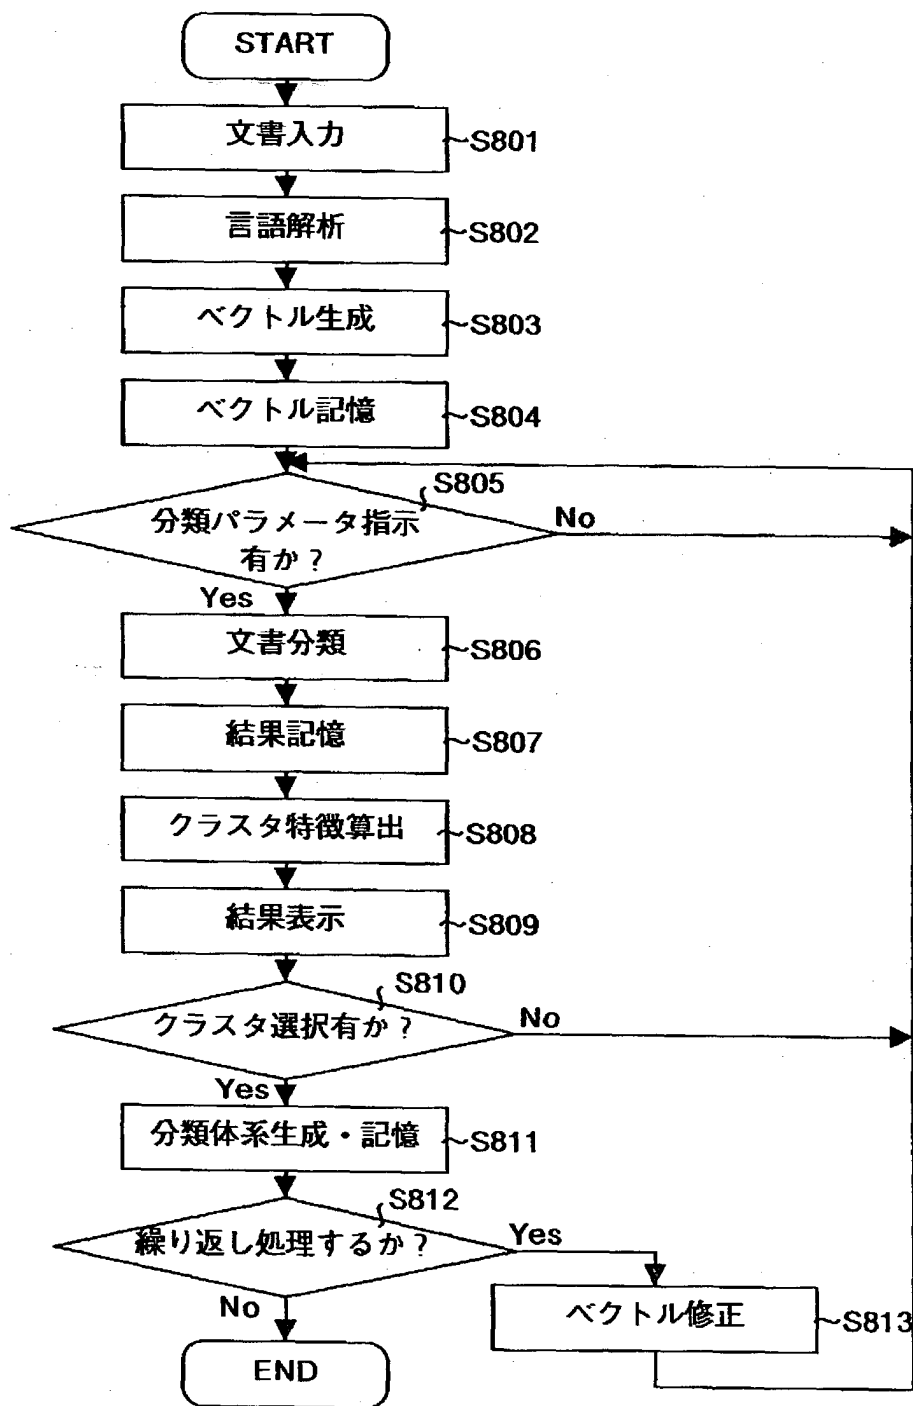 START
文書入力
~S801
言語解析
~S802
ベクトル生成
~S803
ベクトル記憶
~S804
S805
分類パラメータ指示
有か？
No
Yes
文書分類
~S806
結果記憶
~S807
クラスタ特徴算出
~S808
結果表示
~S809
S810
クラスタ選択有か？
No
Yes
分類体系生成・記憶
~S811
S812
繰り返し処理するか？
Yes
No
ベクトル修正
~S813
END